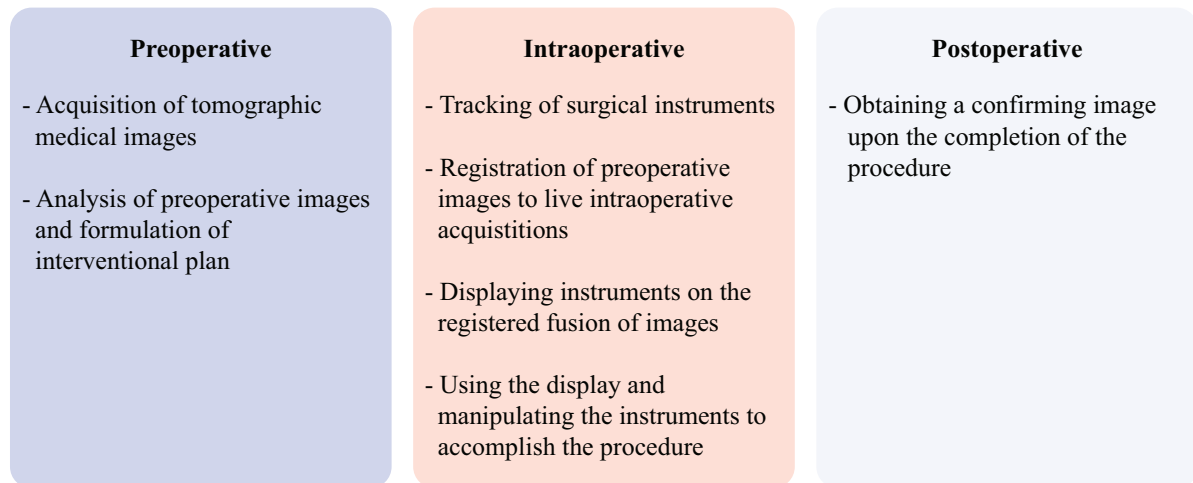 Preoperative
- Acquisition of tomographic
medical images
- Analysis of preoperative images
and formulation of
interventional plan
Intraoperative
- Tracking of surgical instruments
- Registration of preoperative
images to live intraoperative
acquistitions
- Displaying instruments on the
registered fusion of images
- Using the display and
manipulating the instruments to
accomplish the procedure
Postoperative
- Obtaining a confirming image
upon the completion of the
procedure